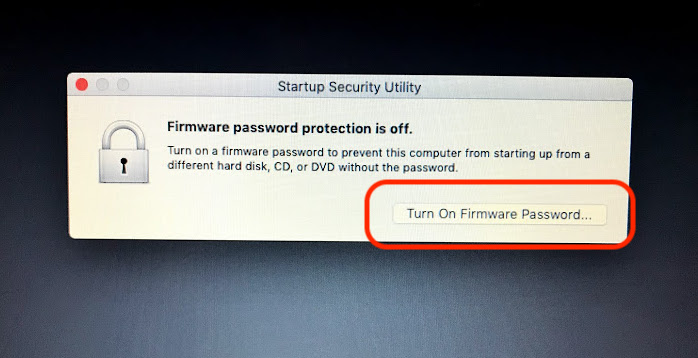 Startup Security Utility
Firmware password protection is off.
Turn on a firmware password to prevent this computer from starting up from a
different hard disk, CD, or DVD without the password.
Turn On Firmware Password...